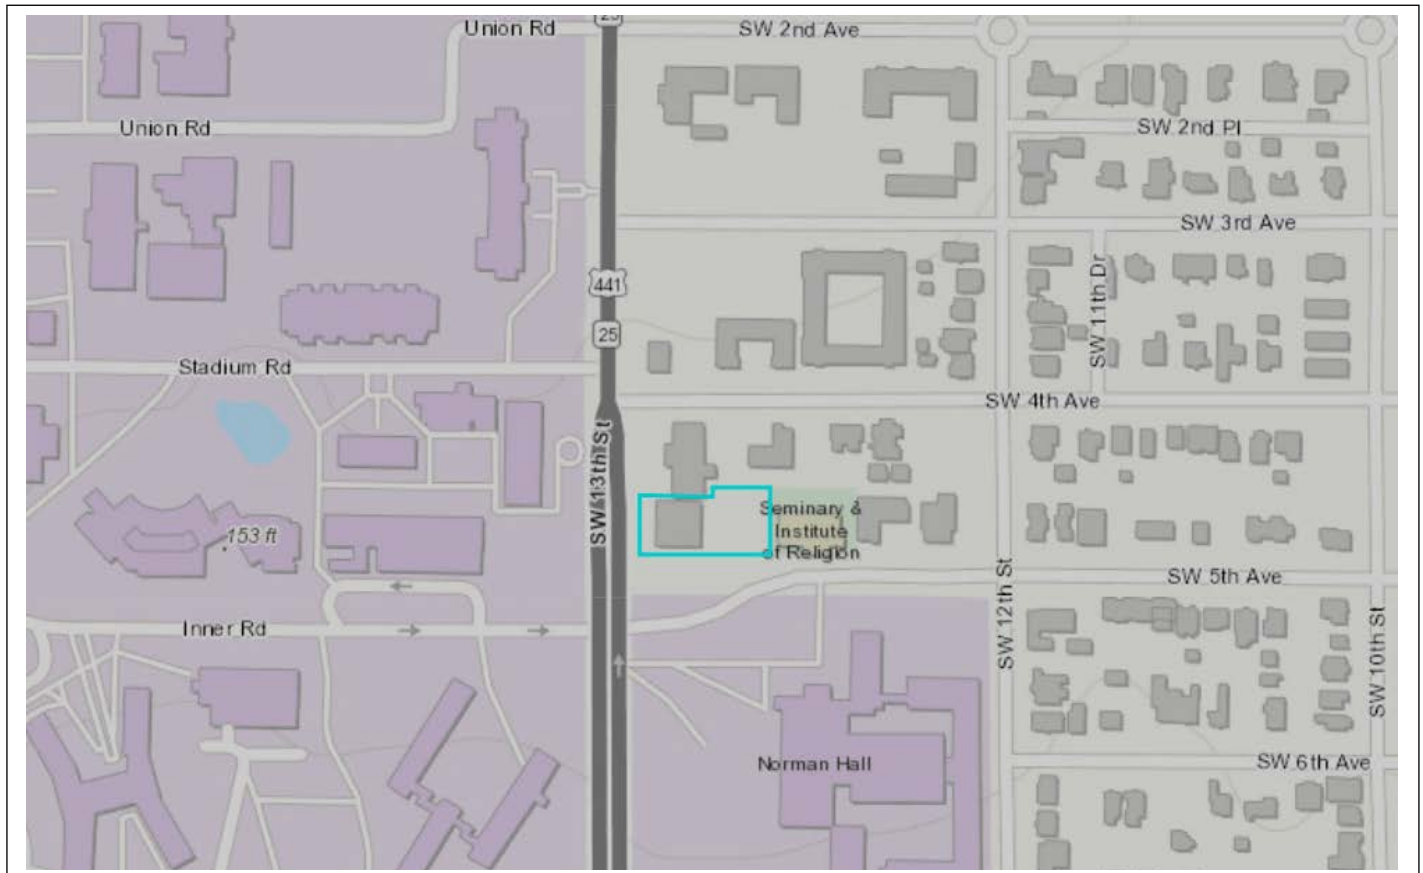 25
Union Rd
SW 2nd Ave
Union Rd
SW 2nd Pl
SW 3rd Ave
441
SW 11th Dr
25
Stadium Rd
SW 4th Ave
SW 13th St
Seminary &
Institute
of Religion
153 ft
SW 5th Ave
SW 12th St
Inner Rd
SW 10th St
Norman Hall
SW 6th Ave